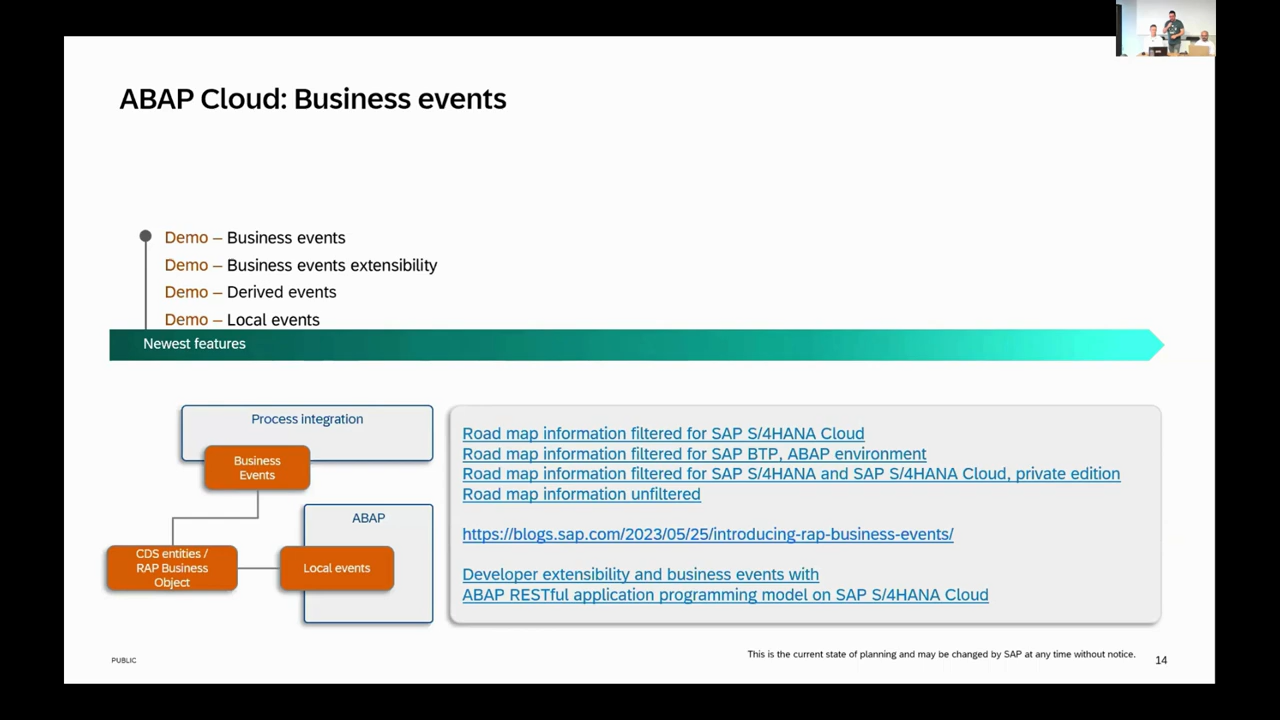 ABAP Cloud: Business events
Demo – Business events
Demo – Business events extensibility
Demo – Derived events
Demo – Local events
Newest features
Process integration
Business
Events
ABAP
CDS entities /
RAP Business
Object
Local events
Road map information filtered for SAP S/4HANA Cloud
Road map information filtered for SAP BTP, ABAP environment
Road map information filtered for SAP S/4HANA and SAP S/4HANA Cloud, private edition
Road map information unfiltered
https://blogs.sap.com/2023/05/25/introducing-rap-business-events/
Developer extensibility and business events with
ABAP RESTful application programming model on SAP S/4HANA Cloud
PUBLIC
This is the current state of planning and may be changed by SAP at any time without notice.
14